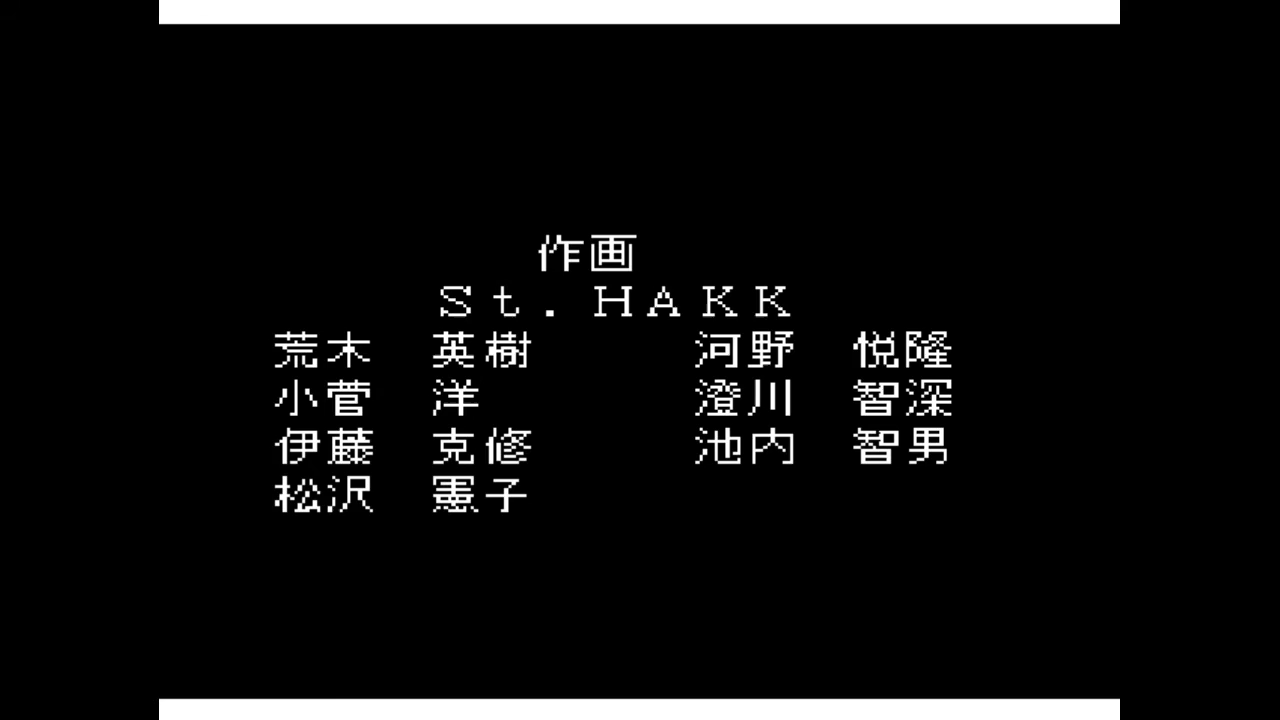 作画
Ｓｔ．ＨＡＫＫ
荒木　英樹　　　河野　悦隆
小菅　洋　　　　澄川　智深
伊藤　克修　　　池内　智男
松沢　憲子